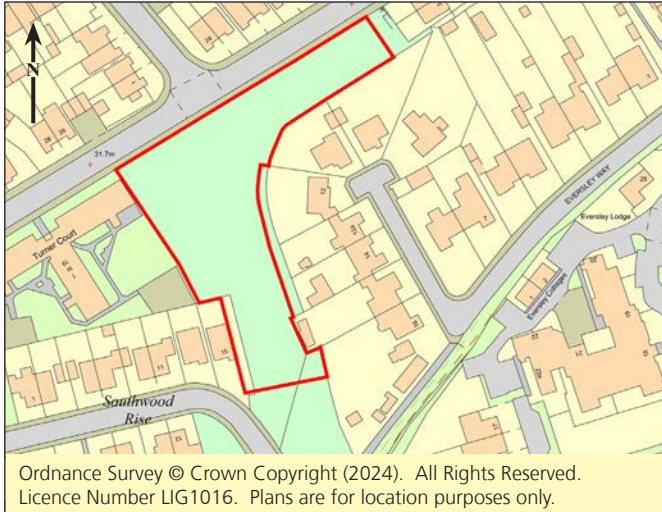 N
31.7m
Turner Court
EVERSLEY WAY
Eversley Lodge
Eversley Cottages
Southwood
Rise
Ordnance Survey © Crown Copyright (2024). All Rights Reserved.
Licence Number LIG1016. Plans are for location purposes only.